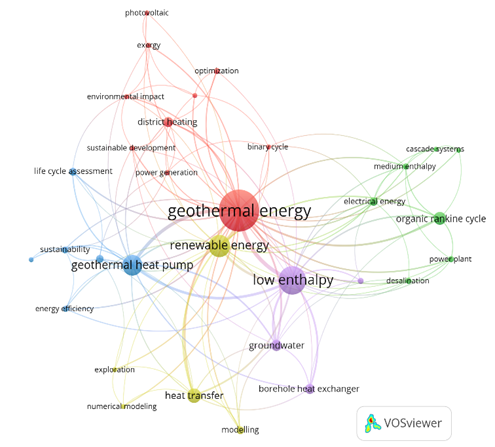 photovoltaic
exergy
optimization
environmental impact
district heating
sustainable development
binary cycle
cascade systems
life cycle assessment
power generation
medium enthalpy
electrical energy
geothermal energy
organic rankine cycle
renewable energy
sustainability
geothermal heat pump
power plant
low enthalpy
desalination
energy efficiency
groundwater
exploration
borehole heat exchanger
heat transfer
numerical modeling
modelling
VOSviewer